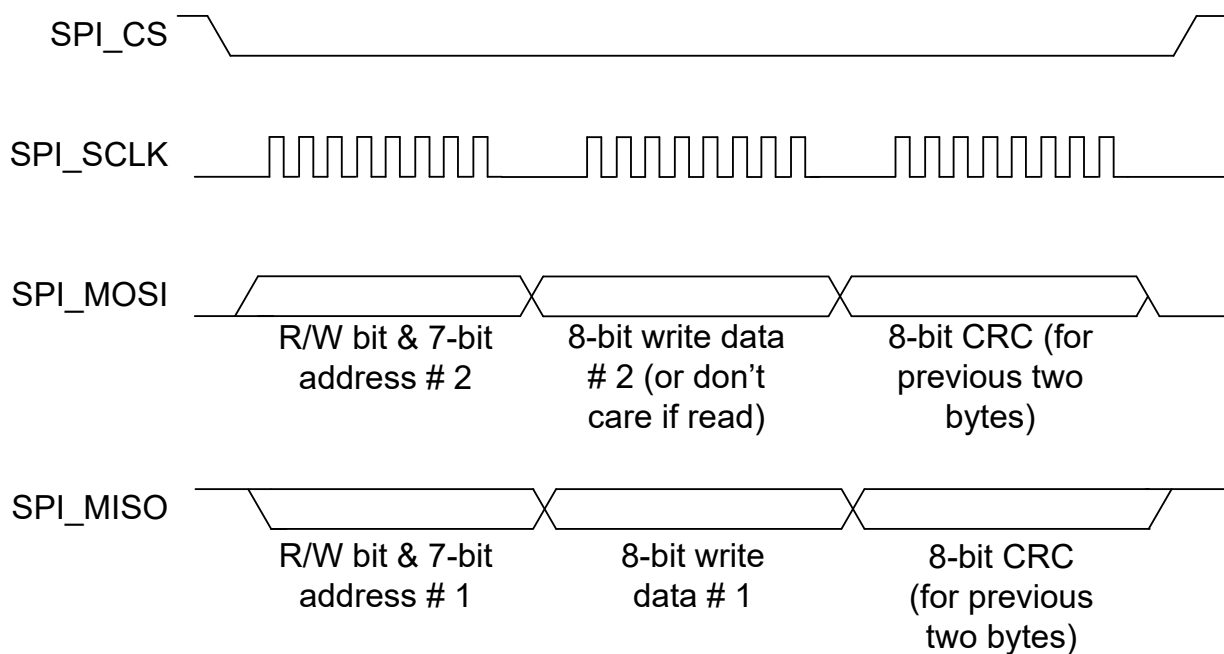 SPI_CS
SPI_SCLK
SPI_MOSI
R/W bit & 7-bit
address # 2
8-bit write data
# 2 (or don’t
care if read)
8-bit CRC (for
previous two
bytes)
SPI_MISO
R/W bit & 7-bit
address # 1
8-bit write
data # 1
8-bit CRC
(for previous
two bytes)